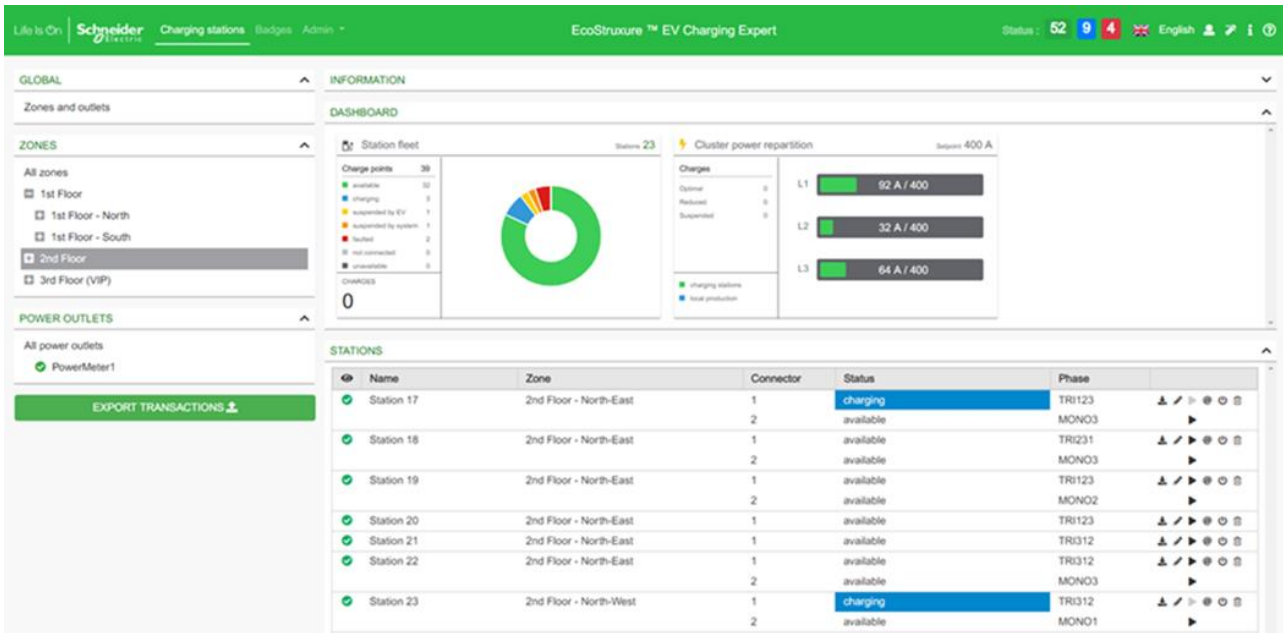 Life Is On Schneider Electric Charging stations Badges Admin EcoStruxure ™ EV Charging Expert Status : 52 9 4 English
GLOBAL
Zones and outlets
ZONES
All zones
1st Floor
1st Floor - North
1st Floor - South
2nd Floor
3rd Floor (VIP)
POWER OUTLETS
All power outlets
PowerMeter1
EXPORT TRANSACTIONS
INFORMATION
DASHBOARD
Station fleet Stations 23
Charge points 39
available 32
charging 3
suspended by EV 1
suspended by system 1
faulted 2
not connected 0
unavailable 0
CHARGES
0
Cluster power repartition Setpoint 400 A
Charges
Optimal 0
Reduced 0
Suspended 0
charging stations
local production
L1 92 A / 400
L2 32 A / 400
L3 64 A / 400
STATIONS
Name Zone Connector Status Phase
Station 17 2nd Floor - North-East 1 charging TRI123
2 available MONO3
Station 18 2nd Floor - North-East 1 available TRI231
2 available MONO3
Station 19 2nd Floor - North-East 1 available TRI123
2 available MONO2
Station 20 2nd Floor - North-East 1 available TRI123
Station 21 2nd Floor - North-East 1 available TRI312
Station 22 2nd Floor - North-East 1 available TRI312
2 available MONO3
Station 23 2nd Floor - North-West 1 charging TRI312
2 available MONO1